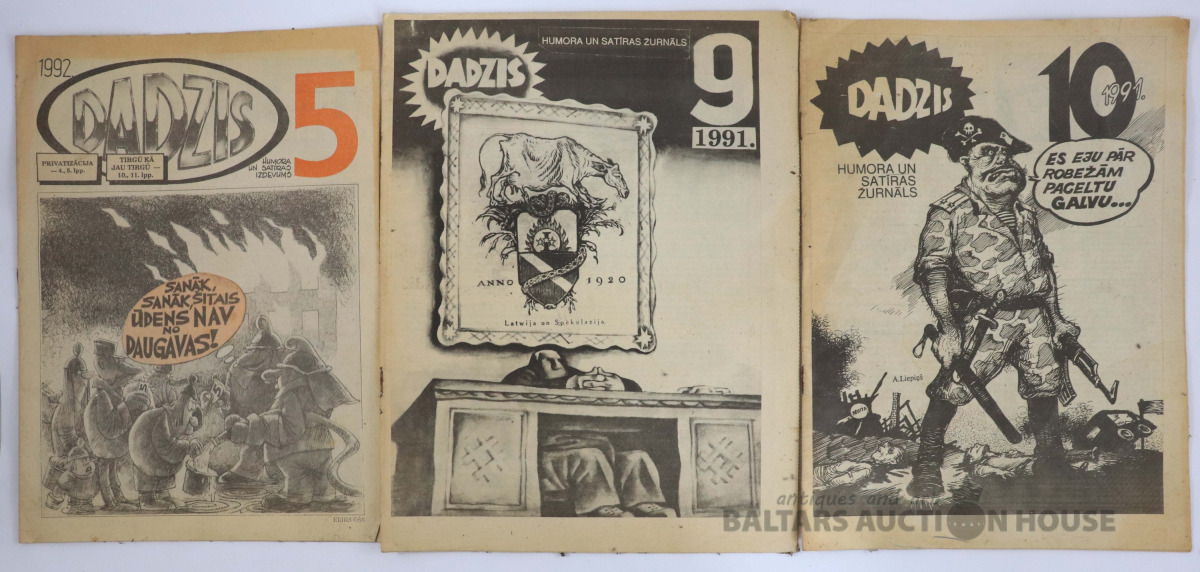 1992
DADZIS
5
PRIVATIZĀCIJA
— 4., 5. lpp.
TIRGŪ KĀ
JAU TIRGŪ —
10., 11. lpp.
HUMORA
UN SATĪRAS
IZDEVUMS
SANĀK,
SANĀK ŠITAIS
ŪDENS NAV
NO
DAUGAVAS!
HUMORA UN SATĪRAS ŽURNĀLS
DADZIS
9
1991.
ANNO 1920
Latwija un Spekulazija.
DADZIS
10
1991.
HUMORA UN
SATĪRAS
ŽURNĀLS
ES EJU PĀR
ROBEŽĀM
PACELTU
GALVU...
A.Liepiņš
antiques and art
BALTARS AUCTION HOUSE